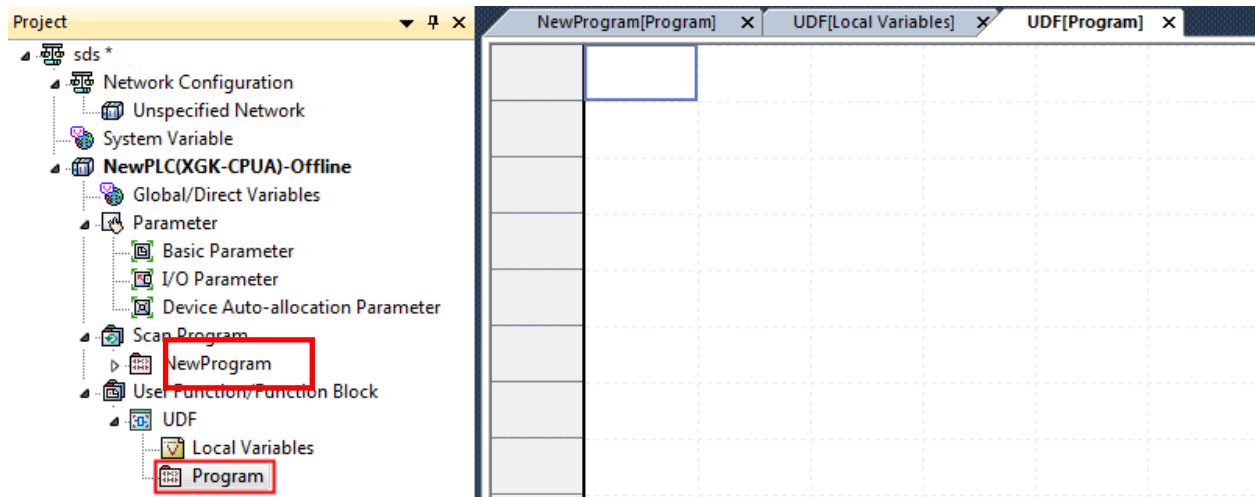 Project
NewProgram[Program] UDF[Local Variables] UDF[Program]
sds *
Network Configuration
Unspecified Network
System Variable
NewPLC(XGK-CPUA)-Offline
Global/Direct Variables
Parameter
Basic Parameter
I/O Parameter
Device Auto-allocation Parameter
Scan Program
NewProgram
User Function/Function Block
UDF
Local Variables
Program